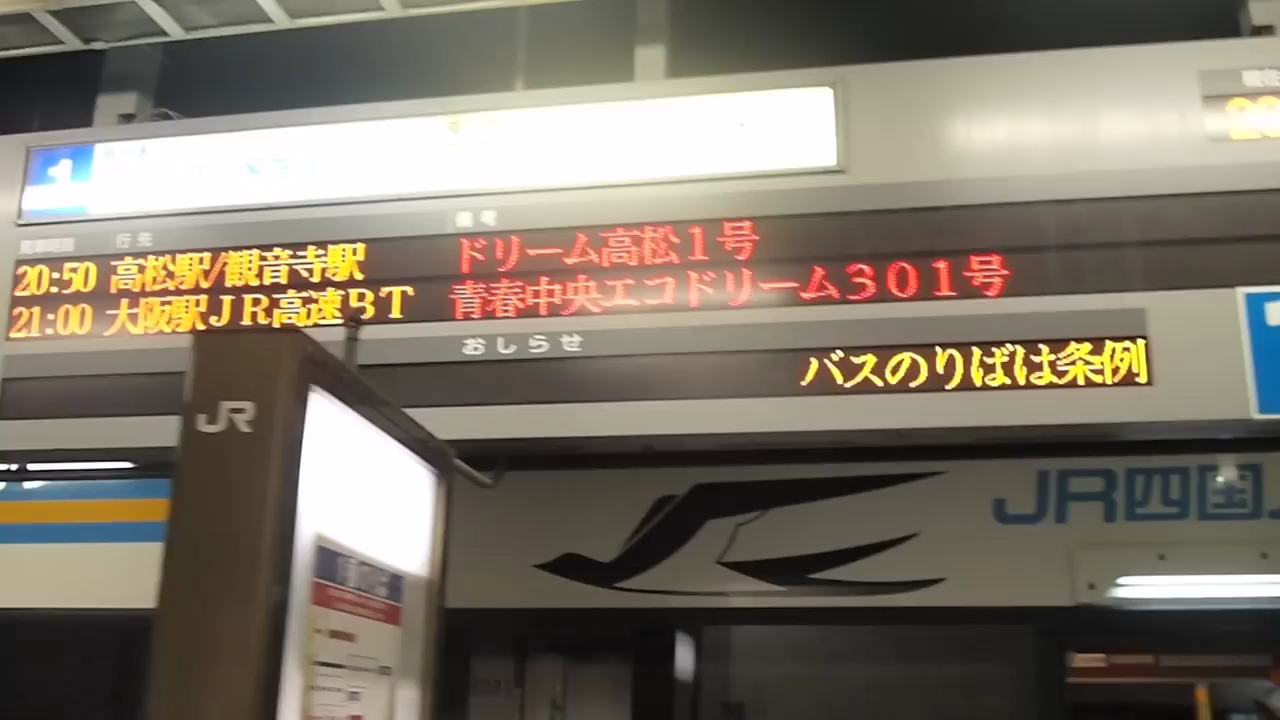 1
行先
備考
20:50 高松駅/観音寺駅 ドリーム高松1号
21:00 大阪駅JR高速BT 青春中央エコドリーム301号
おしらせ
バスのりばは条例
JR
JR四国